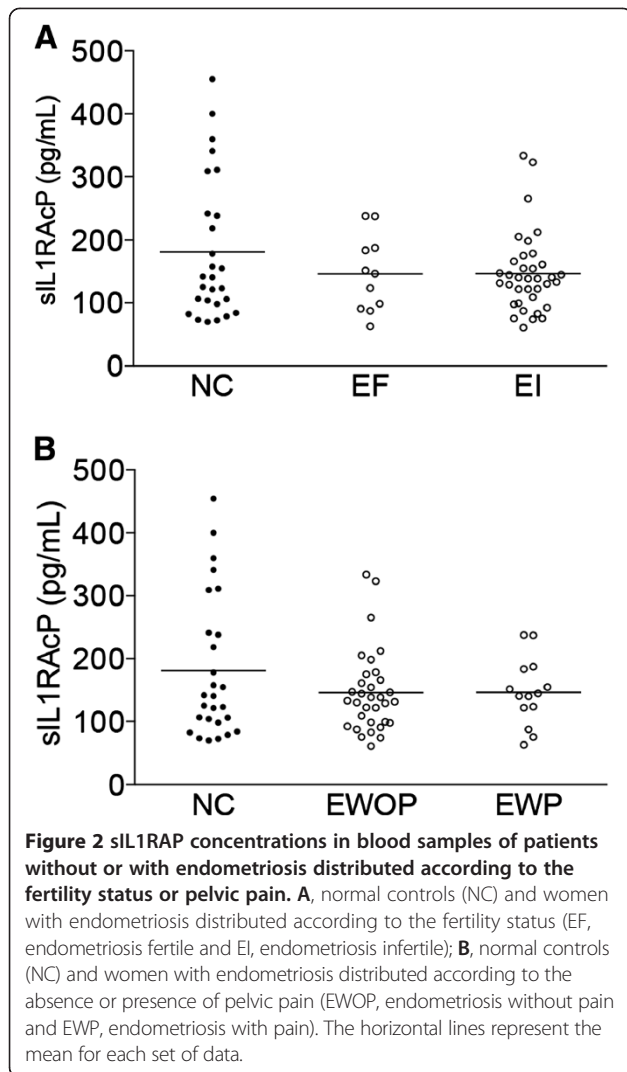 A
500
400
300
200
100
0
sIL1RAcP (pg/mL)
NC EF EI
B
500
400
300
200
100
0
sIL1RAcP (pg/mL)
NC EWOP EWP
Figure 2 sIL1RAP concentrations in blood samples of patients
without or with endometriosis distributed according to the
fertility status or pelvic pain. A, normal controls (NC) and women
with endometriosis distributed according to the fertility status (EF,
endometriosis fertile and EI, endometriosis infertile); B, normal controls
(NC) and women with endometriosis distributed according to the
absence or presence of pelvic pain (EWOP, endometriosis without pain
and EWP, endometriosis with pain). The horizontal lines represent the
mean for each set of data.